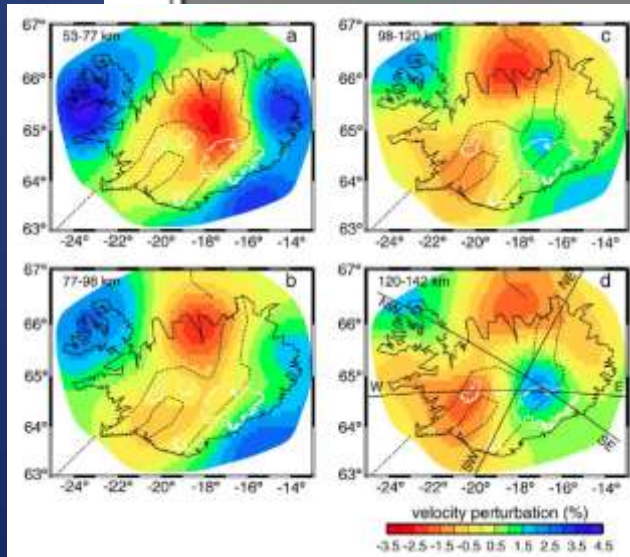 53-77 km
a
67°
66°
65°
64°
63°
-24° -22° -20° -18° -16° -14°
98-120 km
c
67°
66°
65°
64°
63°
-24° -22° -20° -18° -16° -14°
77-98 km
b
67°
66°
65°
64°
63°
-24° -22° -20° -18° -16° -14°
120-142 km
d
67°
66°
65°
64°
63°
NW
NE
W
E
SW
SE
-24° -22° -20° -18° -16° -14°
velocity perturbation (%)
-3.5 -2.5 -1.5 -0.5 0.5 1.5 2.5 3.5 4.5